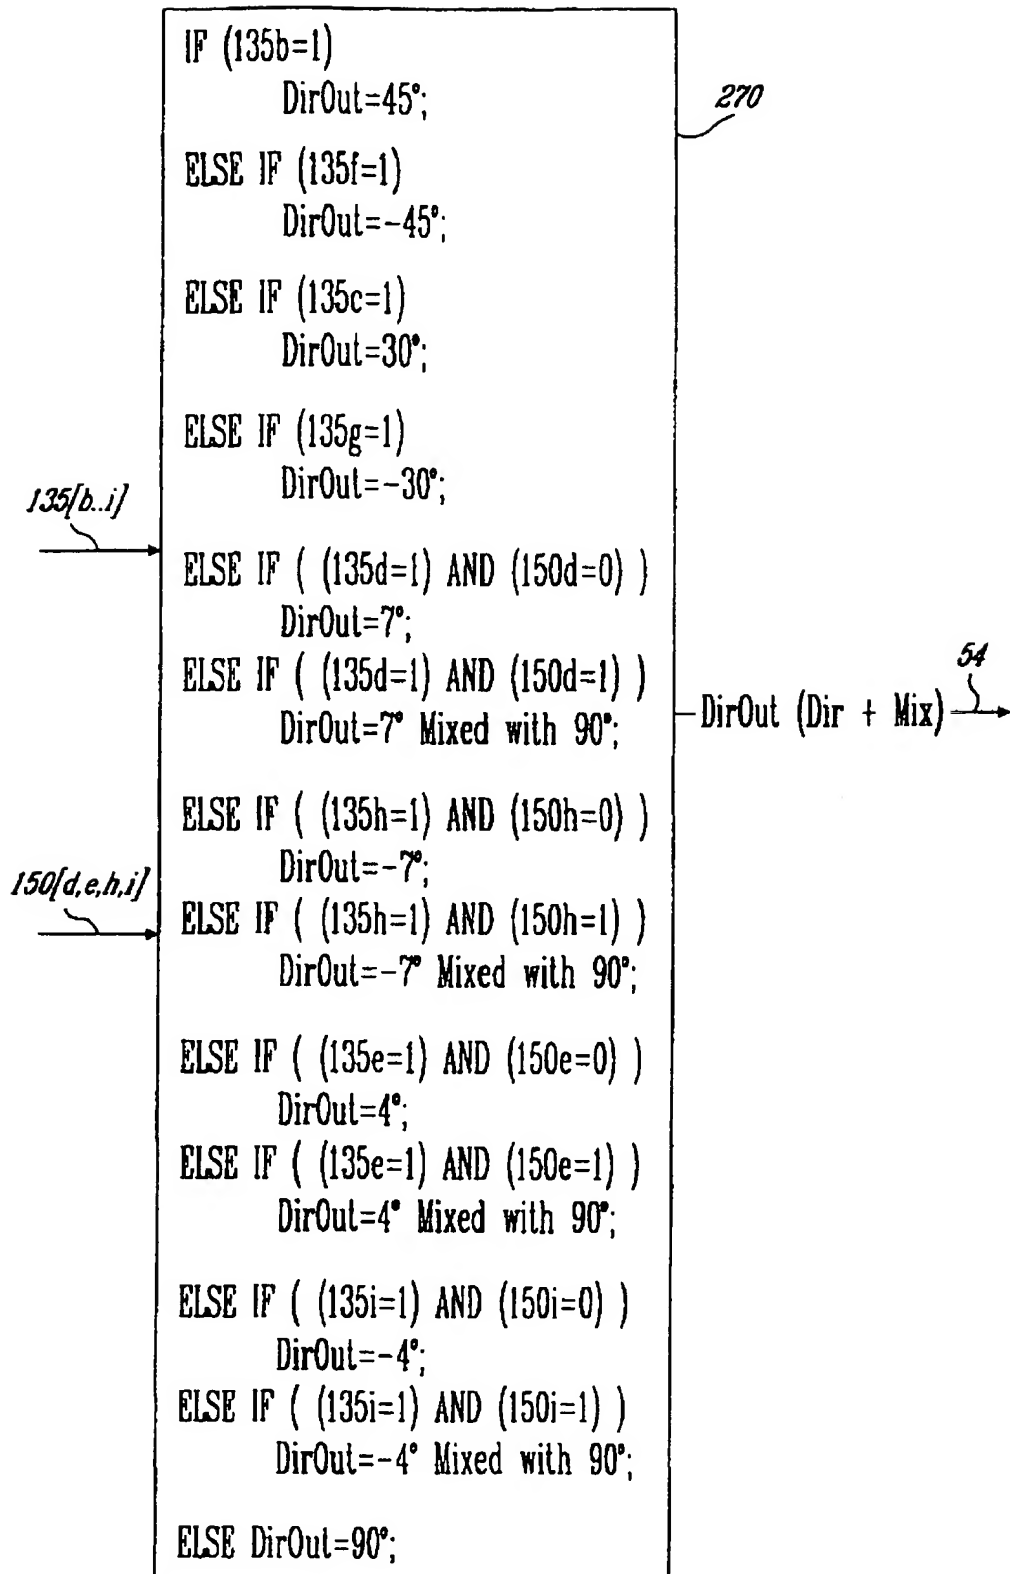 IF (135b=1)
DirOut=45°;
270
ELSE IF (135f=1)
DirOut=-45°;
ELSE IF (135c=1)
DirOut=30°;
ELSE IF (135g=1)
DirOut=-30°;
135[b..i]
ELSE IF ( (135d=1) AND (150d=0) )
DirOut=7°;
ELSE IF ( (135d=1) AND (150d=1) )
DirOut=7° Mixed with 90°;
54
DirOut (Dir + Mix)
ELSE IF ( (135h=1) AND (150h=0) )
DirOut=-7°;
150[d,e,h,i]
ELSE IF ( (135h=1) AND (150h=1) )
DirOut=-7° Mixed with 90°;
ELSE IF ( (135e=1) AND (150e=0) )
DirOut=4°;
ELSE IF ( (135e=1) AND (150e=1) )
DirOut=4° Mixed with 90°;
ELSE IF ( (135i=1) AND (150i=0) )
DirOut=-4°;
ELSE IF ( (135i=1) AND (150i=1) )
DirOut=-4° Mixed with 90°;
ELSE DirOut=90°;